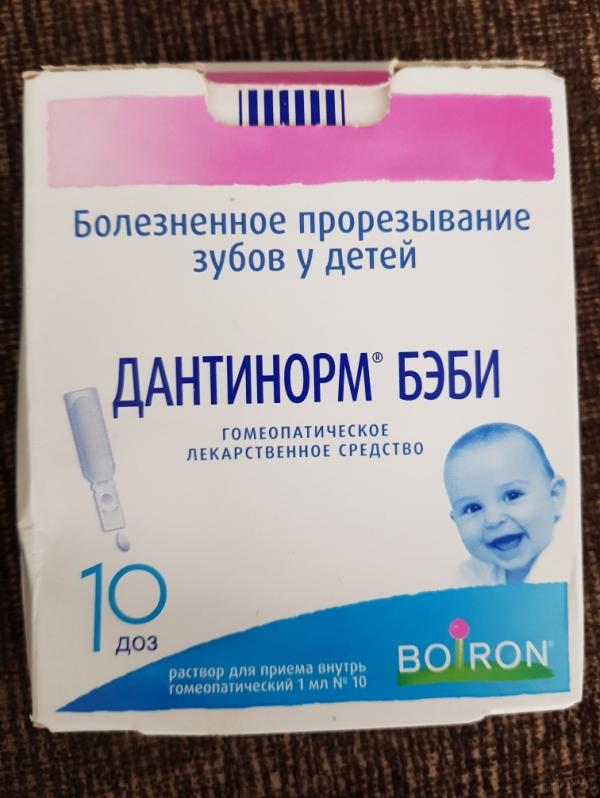 Болезненное прорезывание
зубов у детей
ДАНТИНОРМ® БЭБИ
ГОМЕОПАТИЧЕСКОЕ
ЛЕКАРСТВЕННОЕ СРЕДСТВО
10
ДОЗ
раствор для приема внутрь
гомеопатический 1 мл № 10
BOIRON®